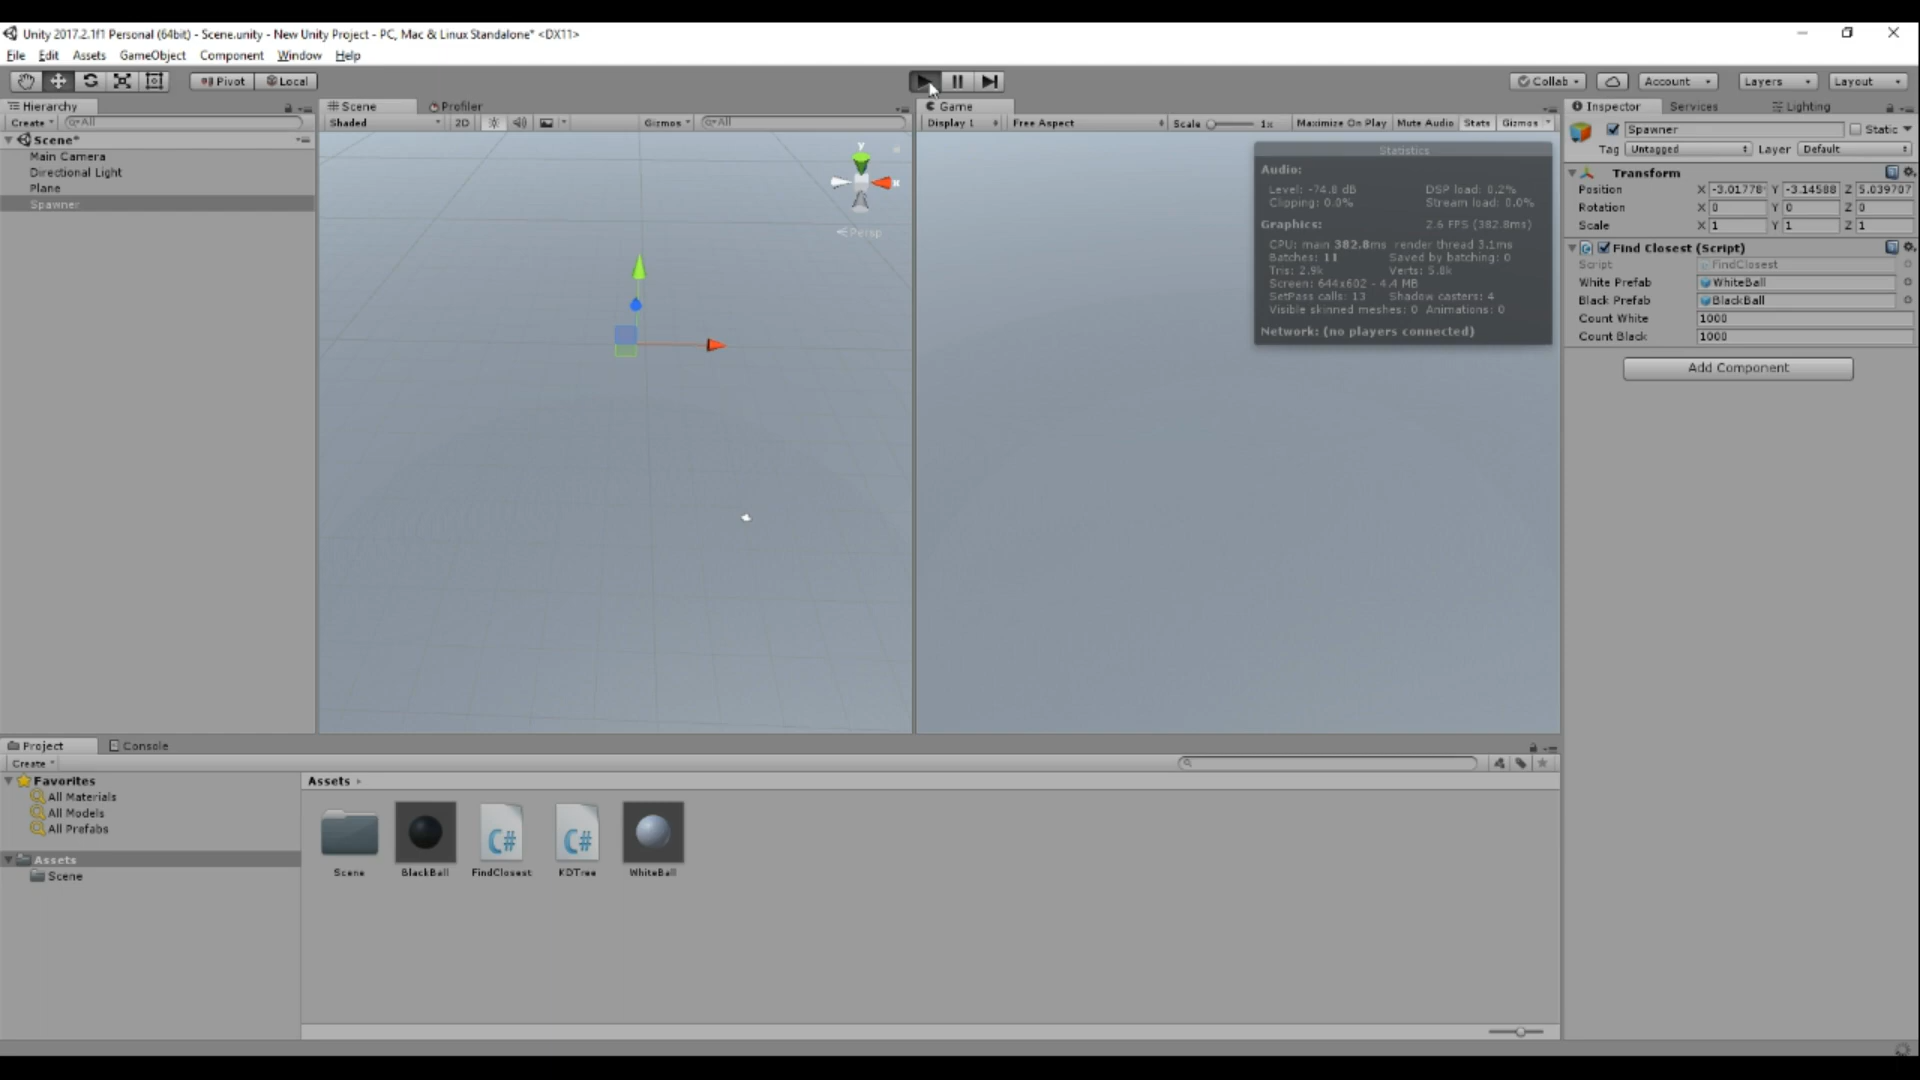 Unity 2017.2.1f1 Personal (64bit) - Scene.unity - New Unity Project - PC, Mac & Linux Standalone* <DX11>
File Edit Assets GameObject Component Window Help
Pivot Local Collab Account Layers Layout
Hierarchy
Create All
Scene*
Main Camera
Directional Light
Plane
Spawner
Scene Profiler
Shaded 2D Gizmos All
y
x
Persp
Game
Display 1 Free Aspect Scale 1x Maximize On Play Mute Audio Stats Gizmos
Statistics
Audio:
Level: -74.8 dB DSP load: 0.2%
Clipping: 0.0% Stream load: 0.0%
Graphics: 2.6 FPS (382.8ms)
CPU: main 382.8ms render thread 3.1ms
Batches: 11 Saved by batching: 0
Tris: 2.9k Verts: 5.8k
Screen: 644x602 - 4.4 MB
SetPass calls: 13 Shadow casters: 4
Visible skinned meshes: 0 Animations: 0
Network: (no players connected)
Inspector Services Lighting
Spawner Static
Tag Untagged Layer Default
Transform
Position X -3.01778 Y -3.14588 Z 5.039707
Rotation X 0 Y 0 Z 0
Scale X 1 Y 1 Z 1
Find Closest (Script)
Script FindClosest
White Prefab WhiteBall
Black Prefab BlackBall
Count White 1000
Count Black 1000
Add Component
Project Console
Create
Favorites
All Materials
All Models
All Prefabs
Assets
Scene
Assets
C# C#
Scene BlackBall FindClosest KDTree WhiteBall